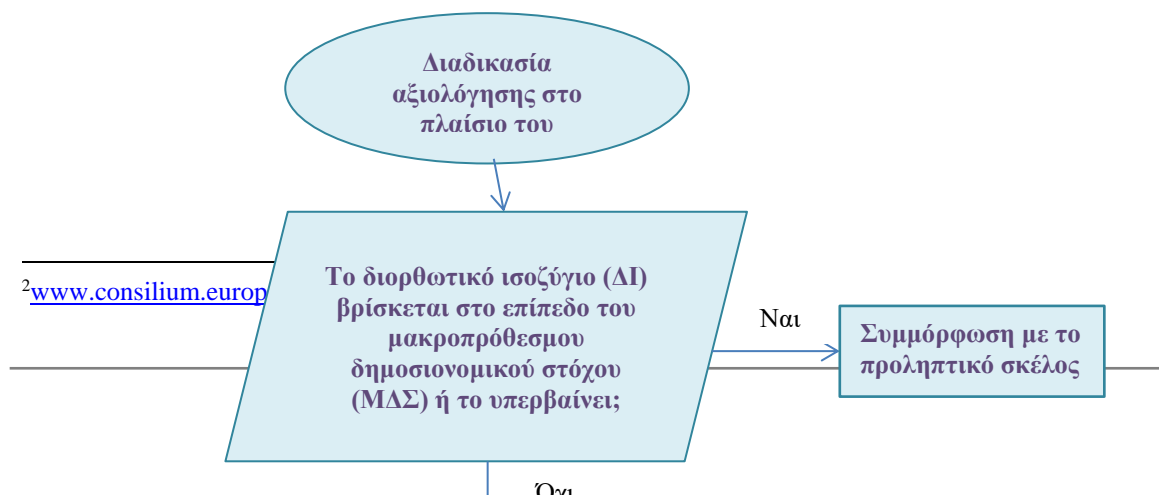 Διαδικασία
αξιολόγησης στο
πλαίσιο του
Το διορθωτικό ισοζύγιο (ΔΙ)
βρίσκεται στο επίπεδο του
μακροπρόθεσμου
δημοσιονομικού στόχου
(ΜΔΣ) ή το υπερβαίνει;
2www.consilium.europ
Ναι
Συμμόρφωση με το
προληπτικό σκέλος
Όχι